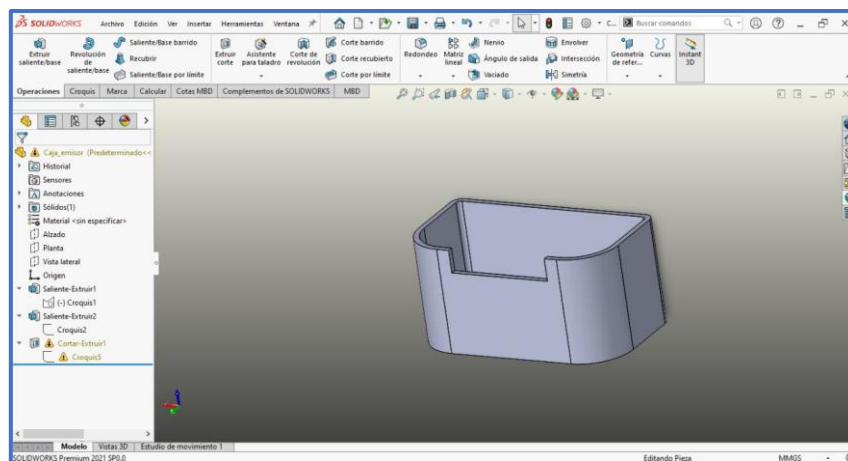 SOLIDWORKS Archivo Edición Ver Insertar Herramientas Ventana C... Buscar comandos
Extruir saliente/base
Revolución de saliente/base
Saliente/Base barrido
Recubrir
Saliente/Base por límite
Extruir corte
Asistente para taladro
Corte de revolución
Corte barrido
Corte recubierto
Corte por límite
Redondeo
Matriz lineal
Nervio
Ángulo de salida
Vaciado
Envolver
Intersección
Simetría
Geometría de refer...
Curvas
Instant 3D
Operaciones Croquis Marca Calcular Cotas MBD Complementos de SOLIDWORKS MBD
Caja_emisor (Predeterminado<<
Historial
Sensores
Anotaciones
Sólidos(1)
Material <sin especificar>
Alzado
Planta
Vista lateral
Origen
Saliente-Extruir1
(-) Croquis1
Saliente-Extruir2
Croquis2
Cortar-Extruir1
Croquis5
Modelo Vistas 3D Estudio de movimiento 1
SOLIDWORKS Premium 2021 SP0.0 Editando Pieza MMGS